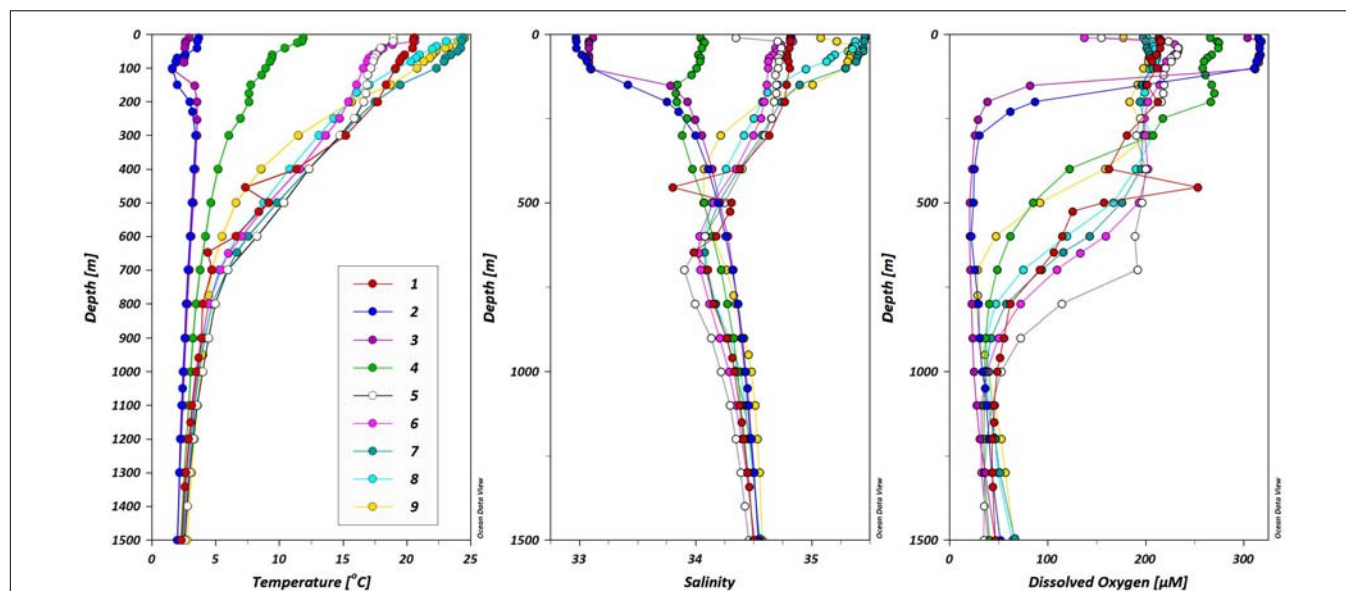 0
100
200
300
400
500
600
700
800
900
1000
1100
1200
1300
1400
1500
Depth [m]
0 5 10 15 20 25
Temperature [°C]
Ocean Data View
1
2
3
4
5
6
7
8
9
0
500
1000
1500
Depth [m]
33 34 35
Salinity
Ocean Data View
0
500
1000
1500
Depth [m]
0 100 200 300
Dissolved Oxygen [µM]
Ocean Data View